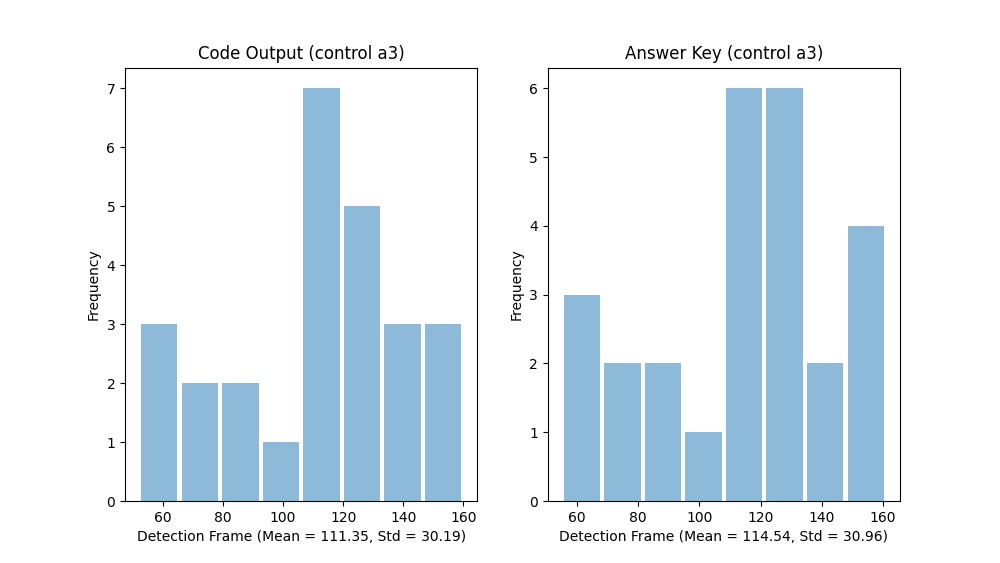 Code Output (control a3)
7
6
5
4
3
2
1
0
Frequency
60 80 100 120 140 160
Detection Frame (Mean = 111.35, Std = 30.19)
Answer Key (control a3)
6
5
4
3
2
1
0
Frequency
60 80 100 120 140 160
Detection Frame (Mean = 114.54, Std = 30.96)